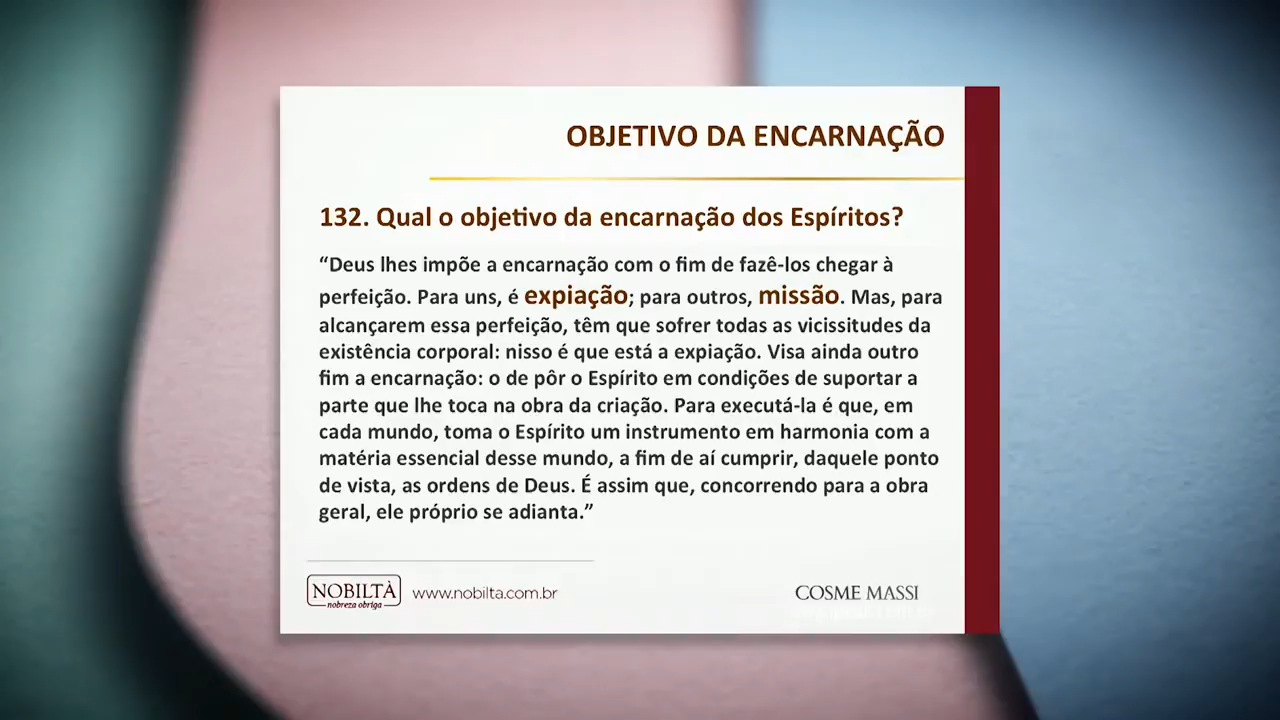 OBJETIVO DA ENCARNAÇÃO
132. Qual o objetivo da encarnação dos Espíritos?
“Deus lhes impõe a encarnação com o fim de fazê-los chegar à
perfeição. Para uns, é expiação; para outros, missão. Mas, para
alcançarem essa perfeição, têm que sofrer todas as vicissitudes da
existência corporal: nisso é que está a expiação. Visa ainda outro
fim a encarnação: o de pôr o Espírito em condições de suportar a
parte que lhe toca na obra da criação. Para executá-la é que, em
cada mundo, toma o Espírito um instrumento em harmonia com a
matéria essencial desse mundo, a fim de aí cumprir, daquele ponto
de vista, as ordens de Deus. É assim que, concorrendo para a obra
geral, ele próprio se adianta.”
NOBILTÀ
nobreza obriga
www.nobilta.com.br
COSME MASSI